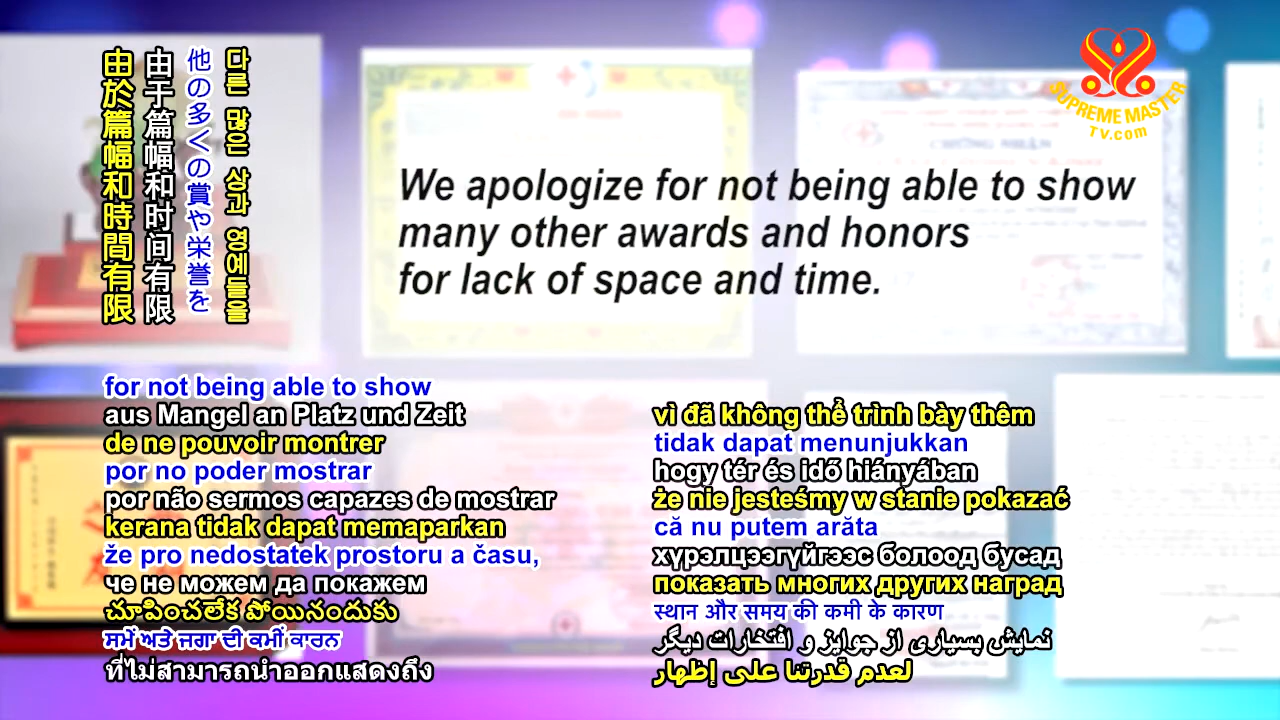 由於篇幅和時間有限
由于篇幅和时间有限
他の多くの賞や栄誉を
다른 많은 상과 영예들을
SUPREME MASTER
TV.com
We apologize for not being able to show
many other awards and honors
for lack of space and time.
for not being able to show
aus Mangel an Platz und Zeit
de ne pouvoir montrer
por no poder mostrar
por não sermos capazes de mostrar
kerana tidak dapat memaparkan
že pro nedostatek prostoru a času,
че не можем да покажем
చూపించలేక పోయినందుకు
ਸਮੇਂ ਅਤੇ ਜਗਾ ਦੀ ਕਮੀਂ ਕਾਰਨ
ที่ไม่สามารถนำออกแสดงถึง
vì đã không thể trình bày thêm
tidak dapat menunjukkan
hogy tér és idő hiányában
że nie jesteśmy w stanie pokazać
că nu putem arăta
хүрэлцээгүйгээс болоод бусад
показать многих других наград
स्थान और समय की कमी के कारण
نمایش بسیاری از جوایز و افتخارات دیگر
لعدم قدرتنا على إظهار